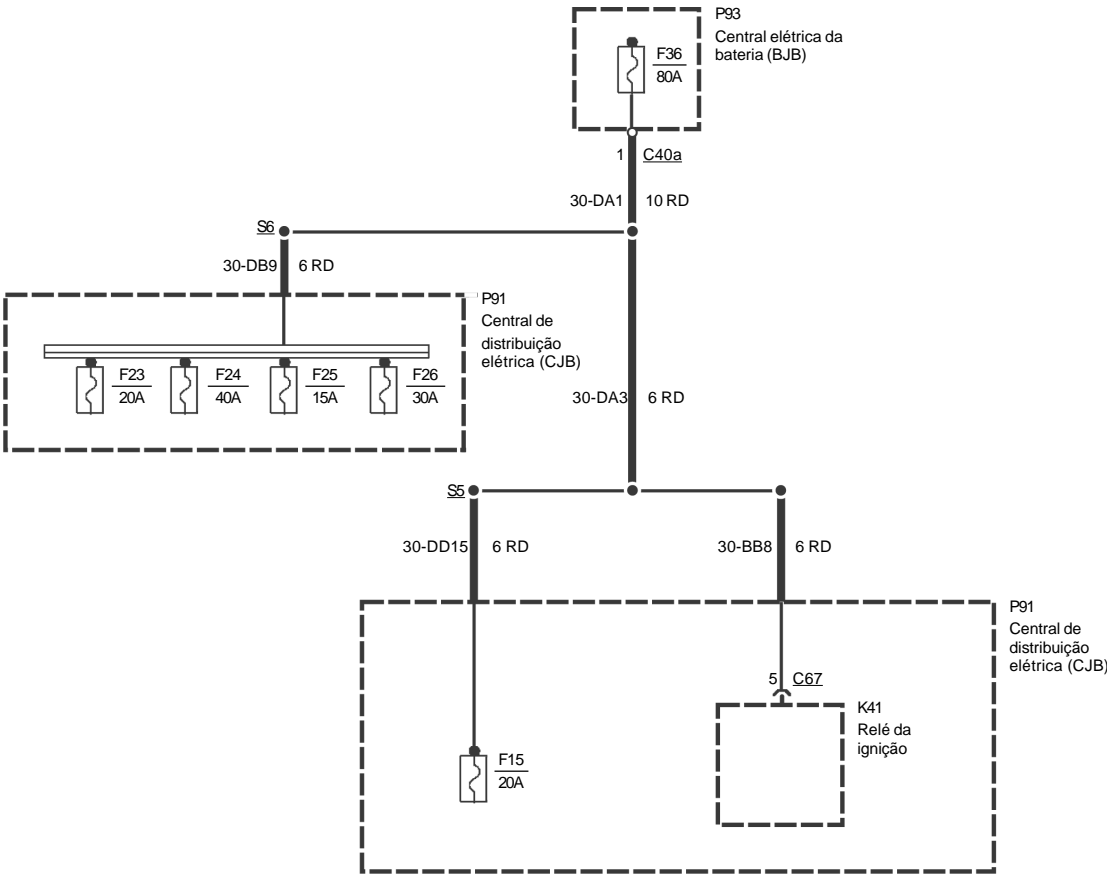 P93
Central elétrica da
bateria (BJB)
F36
80A
1 C40a
30-DA1 10 RD
S6
30-DB9 6 RD
P91
Central de
distribuição
elétrica (CJB)
F23
20A
F24
40A
F25
15A
F26
30A
30-DA3 6 RD
S5
30-DD15 6 RD
30-BB8 6 RD
P91
Central de
distribuição
elétrica (CJB)
5 C67
K41
Relé da
ignição
F15
20A